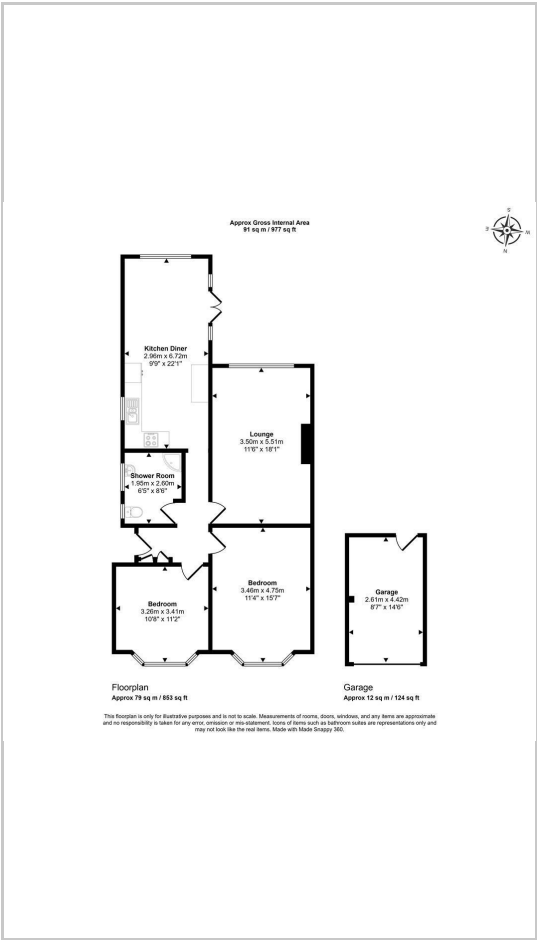 Approx Gross Internal Area
91 sq m / 977 sq ft
S
E
W
N
Kitchen Diner
2.96m x 6.72m
9'9" x 22'1"
Lounge
3.50m x 5.51m
11'6" x 18'1"
Shower Room
1.95m x 2.60m
6'5" x 8'6"
Bedroom
3.46m x 4.75m
11'4" x 15'7"
Garage
2.61m x 4.42m
8'7" x 14'6"
Bedroom
3.26m x 3.41m
10'8" x 11'2"
Floorplan
Approx 79 sq m / 853 sq ft
Garage
Approx 12 sq m / 124 sq ft
This floorplan is only for illustrative purposes and is not to scale. Measurements of rooms, doors, windows, and any items are approximate
and no responsibility is taken for any error, omission or mis-statement. Icons of items such as bathroom suites are representations only and
may not look like the real items. Made with Made Snappy 360.